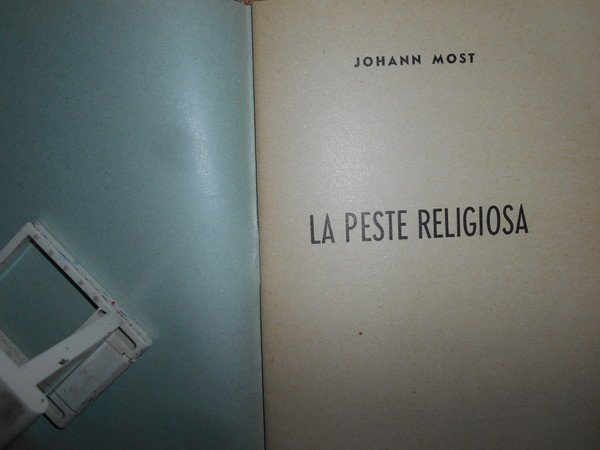 JOHANN MOST
LA PESTE RELIGIOSA